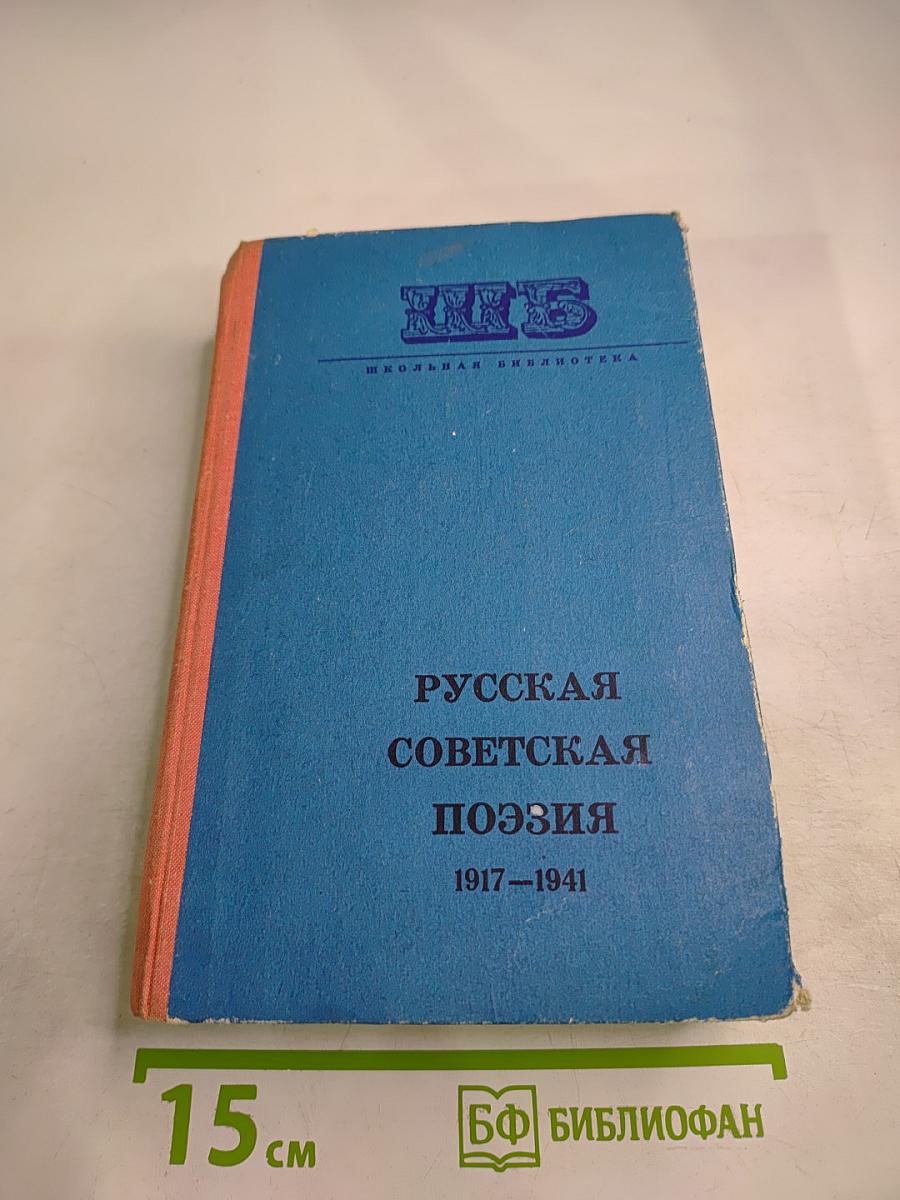 ШБ
ШКОЛЬНАЯ БИБЛИОТЕКА
РУССКАЯ
СОВЕТСКАЯ
ПОЭЗИЯ
1917—1941
15 см
БФ БИБЛИОФАН